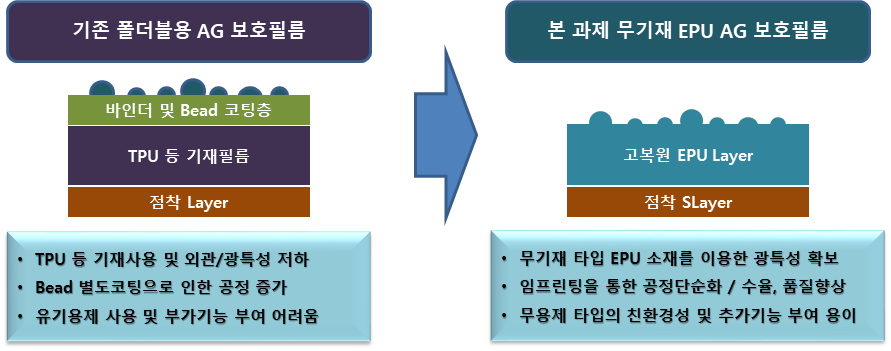 기존 폴더블용 AG 보호필름
본 과제 무기재 EPU AG 보호필름
바인더 및 Bead 코팅층
TPU 등 기재필름
점착 Layer
고복원 EPU Layer
점착 SLayer
• TPU 등 기재사용 및 외관/광특성 저하
• Bead 별도코팅으로 인한 공정 증가
• 유기용제 사용 및 부가기능 부여 어려움
• 무기재 타입 EPU 소재를 이용한 광특성 확보
• 임프린팅을 통한 공정단순화 / 수율, 품질향상
• 무용제 타입의 친환경성 및 추가기능 부여 용이